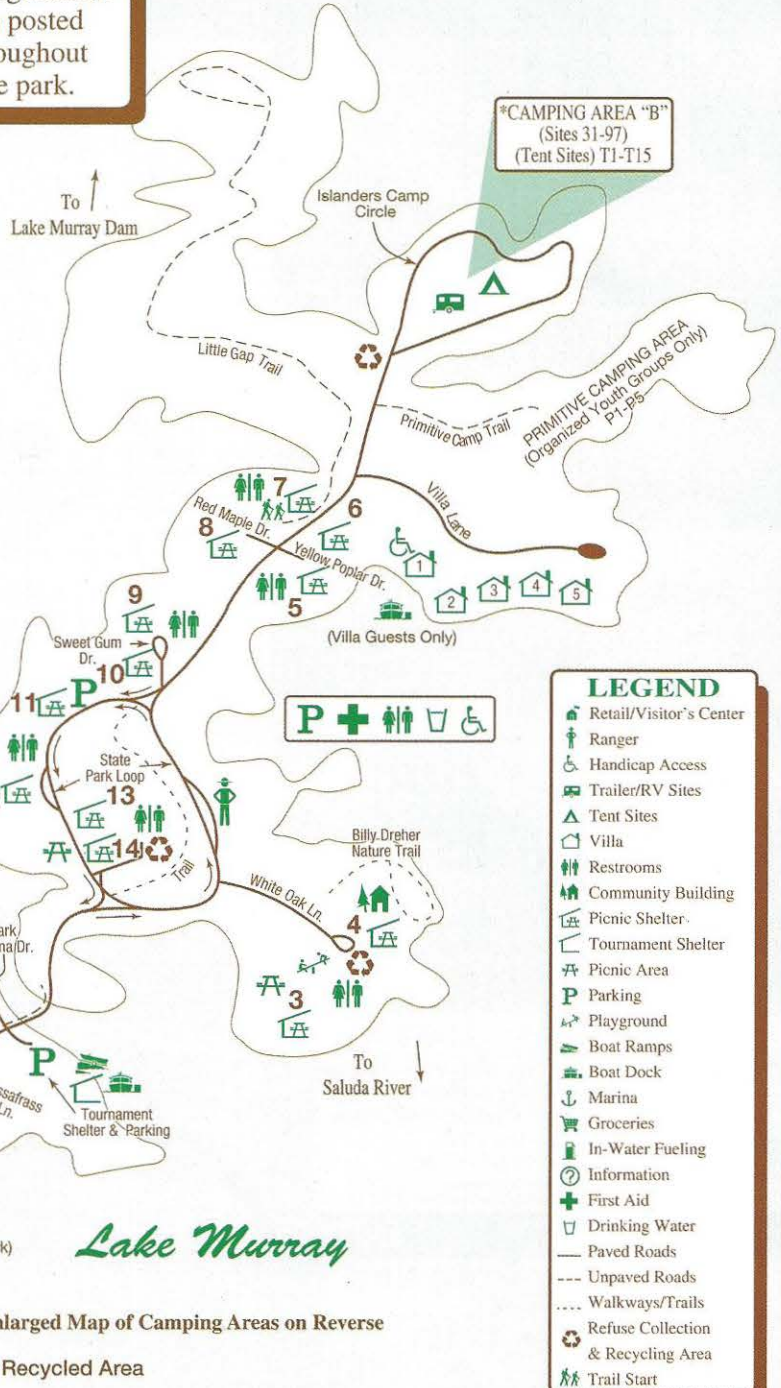 posted
oughout
e park.
*CAMPING AREA "B"
(Sites 31-97)
(Tent Sites) T1-T15
To
Lake Murray Dam
Islanders Camp
Circle
Little Gap Trail
Primitive Camp Trail
PRIMITIVE CAMPING AREA
(Organized Youth Groups Only)
P1-P5
7
Red Maple Dr.
6
8
Villa Lane
Yellow Poplar Dr.
1
2
3
4
5
5
9
(Villa Guests Only)
Sweet Gum
Dr.
10
11
P
P
State
Park Loop
13
14
Trail
Billy Dreher
Nature Trail
White Oak Ln.
4
3
ark
na Dr.
To
Saluda River
P
ssafrass
Ln.
Tournament
Shelter & Parking
LEGEND
Retail/Visitor's Center
Ranger
Handicap Access
Trailer/RV Sites
Tent Sites
Villa
Restrooms
Community Building
Picnic Shelter
Tournament Shelter
Picnic Area
P Parking
Playground
Boat Ramps
Boat Dock
Marina
Groceries
In-Water Fueling
? Information
First Aid
Drinking Water
Paved Roads
Unpaved Roads
Walkways/Trails
Refuse Collection
& Recycling Area
Trail Start
k)
Lake Murray
nlarged Map of Camping Areas on Reverse
Recycled Area